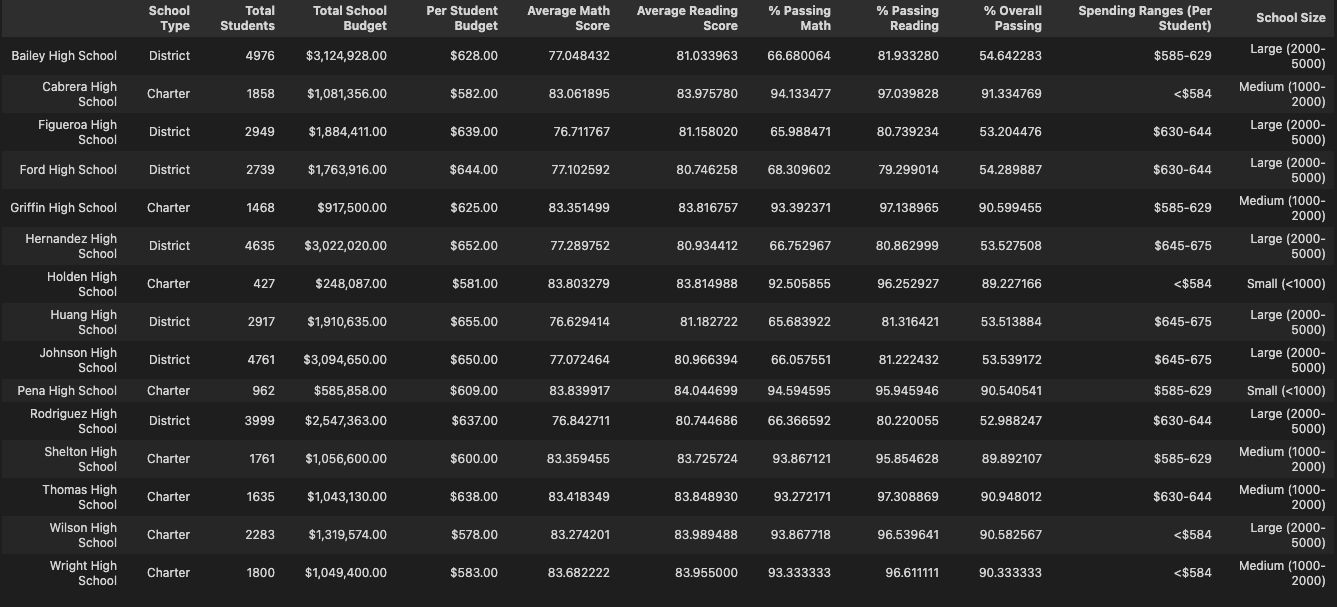 School Type Total Students Total School Budget Per Student Budget Average Math Score Average Reading Score % Passing Math % Passing Reading % Overall Passing Spending Ranges (Per Student) School Size
Bailey High School District 4976 $3,124,928.00 $628.00 77.048432 81.033963 66.680064 81.933280 54.642283 $585-629 Large (2000-5000)
Cabrera High School Charter 1858 $1,081,356.00 $582.00 83.061895 83.975780 94.133477 97.039828 91.334769 <$584 Medium (1000-2000)
Figueroa High School District 2949 $1,884,411.00 $639.00 76.711767 81.158020 65.988471 80.739234 53.204476 $630-644 Large (2000-5000)
Ford High School District 2739 $1,763,916.00 $644.00 77.102592 80.746258 68.309602 79.299014 54.289887 $630-644 Large (2000-5000)
Griffin High School Charter 1468 $917,500.00 $625.00 83.351499 83.816757 93.392371 97.138965 90.599455 $585-629 Medium (1000-2000)
Hernandez High School District 4635 $3,022,020.00 $652.00 77.289752 80.934412 66.752967 80.862999 53.527508 $645-675 Large (2000-5000)
Holden High School Charter 427 $248,087.00 $581.00 83.803279 83.814988 92.505855 96.252927 89.227166 <$584 Small (<1000)
Huang High School District 2917 $1,910,635.00 $655.00 76.629414 81.182722 65.683922 81.316421 53.513884 $645-675 Large (2000-5000)
Johnson High School District 4761 $3,094,650.00 $650.00 77.072464 80.966394 66.057551 81.222432 53.539172 $645-675 Large (2000-5000)
Pena High School Charter 962 $585,858.00 $609.00 83.839917 84.044699 94.594595 95.945946 90.540541 $585-629 Small (<1000)
Rodriguez High School District 3999 $2,547,363.00 $637.00 76.842711 80.744686 66.366592 80.220055 52.988247 $630-644 Large (2000-5000)
Shelton High School Charter 1761 $1,056,600.00 $600.00 83.359455 83.725724 93.867121 95.854628 89.892107 $585-629 Medium (1000-2000)
Thomas High School Charter 1635 $1,043,130.00 $638.00 83.418349 83.848930 93.272171 97.308869 90.948012 $630-644 Medium (1000-2000)
Wilson High School Charter 2283 $1,319,574.00 $578.00 83.274201 83.989488 93.867718 96.539641 90.582567 <$584 Large (2000-5000)
Wright High School Charter 1800 $1,049,400.00 $583.00 83.682222 83.955000 93.333333 96.611111 90.333333 <$584 Medium (1000-2000)